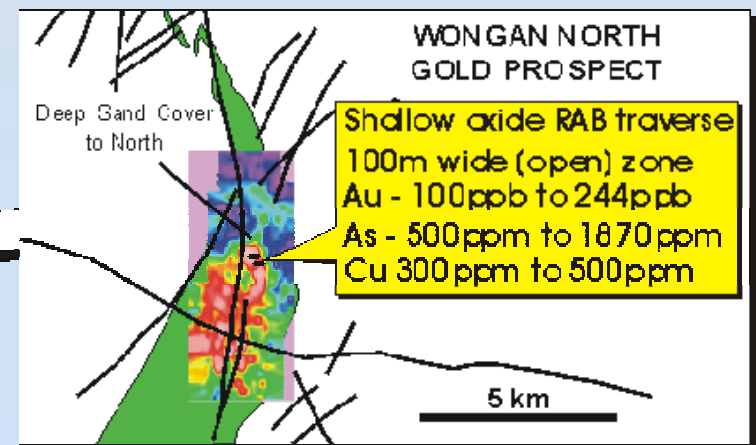 WONGAN NORTH
GOLD PROSPECT
Deep Sand Cover
to North
Shallow oxide RAB traverse
100m wide (open) zone
Au - 100ppb to 244ppb
As - 500ppm to 1870ppm
Cu 300ppm to 500ppm
5 km